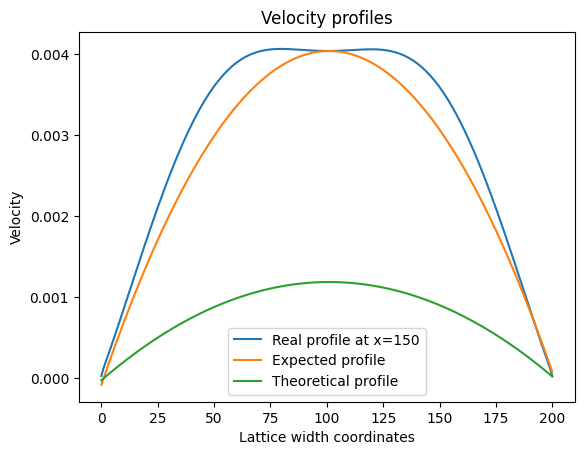 Velocity profiles
Velocity
0.004
0.003
0.002
0.001
0.000
Real profile at x=150
Expected profile
Theoretical profile
0 25 50 75 100 125 150 175 200
Lattice width coordinates